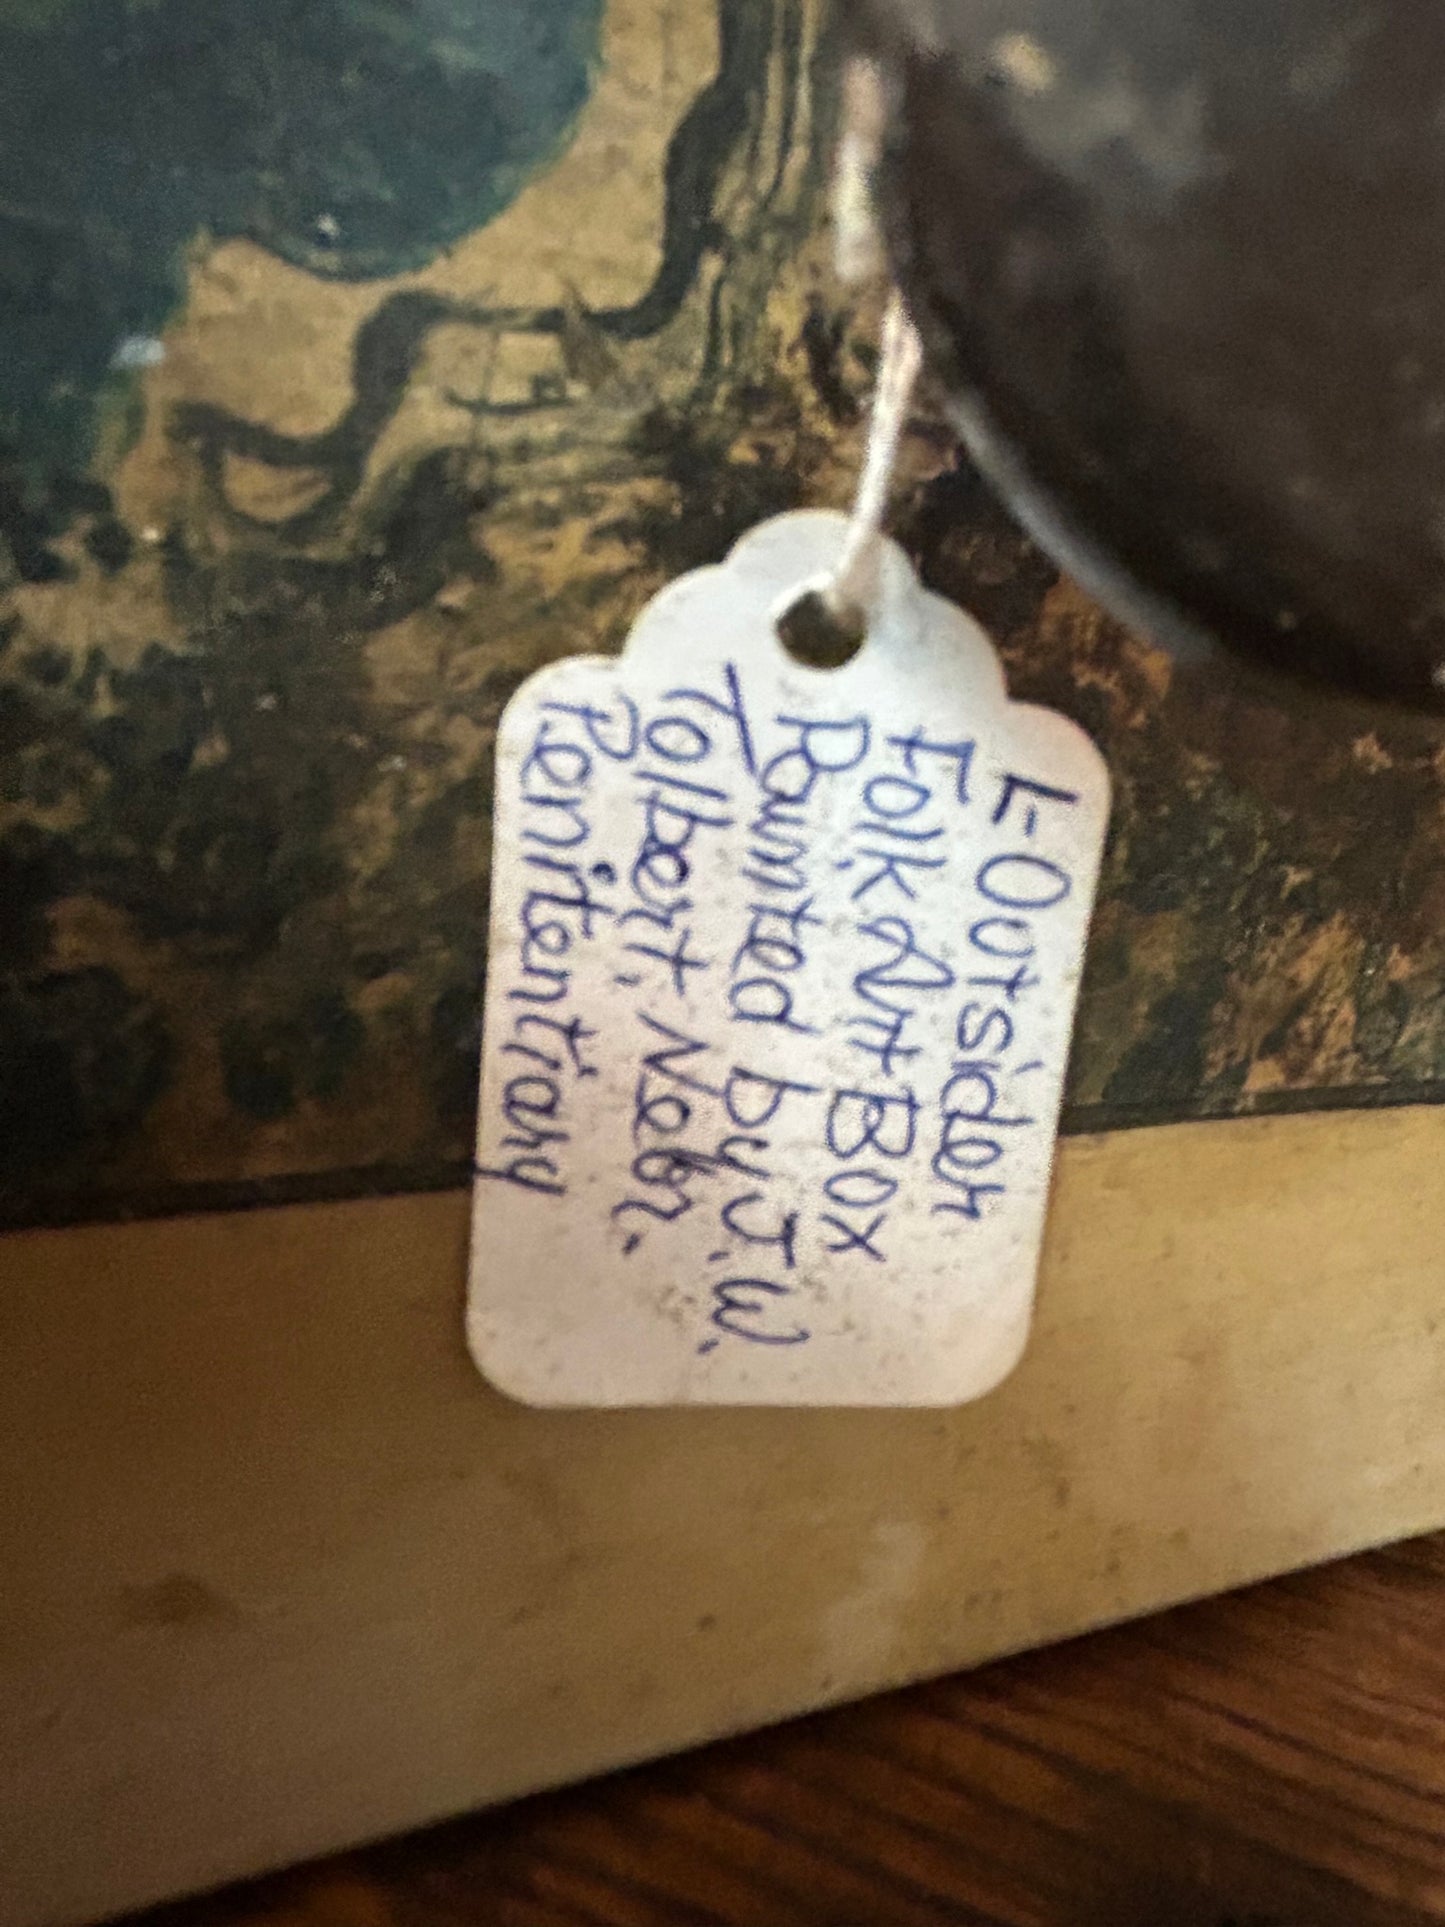 F-Outsider
Folk Art Box
Painted by J.W.
Tolbert, Nebr.
Penitentiary